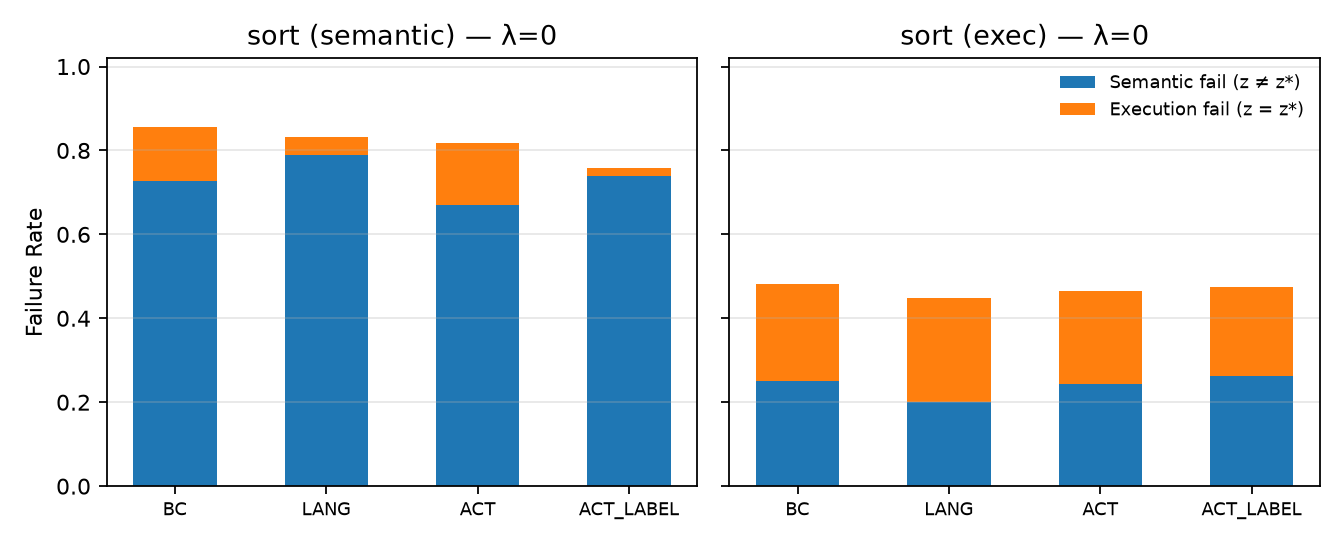 sort (semantic) — λ=0
Failure Rate
1.0
0.8
0.6
0.4
0.2
0.0
BC
LANG
ACT
ACT_LABEL
sort (exec) — λ=0
Semantic fail (z ≠ z*)
Execution fail (z = z*)
BC
LANG
ACT
ACT_LABEL